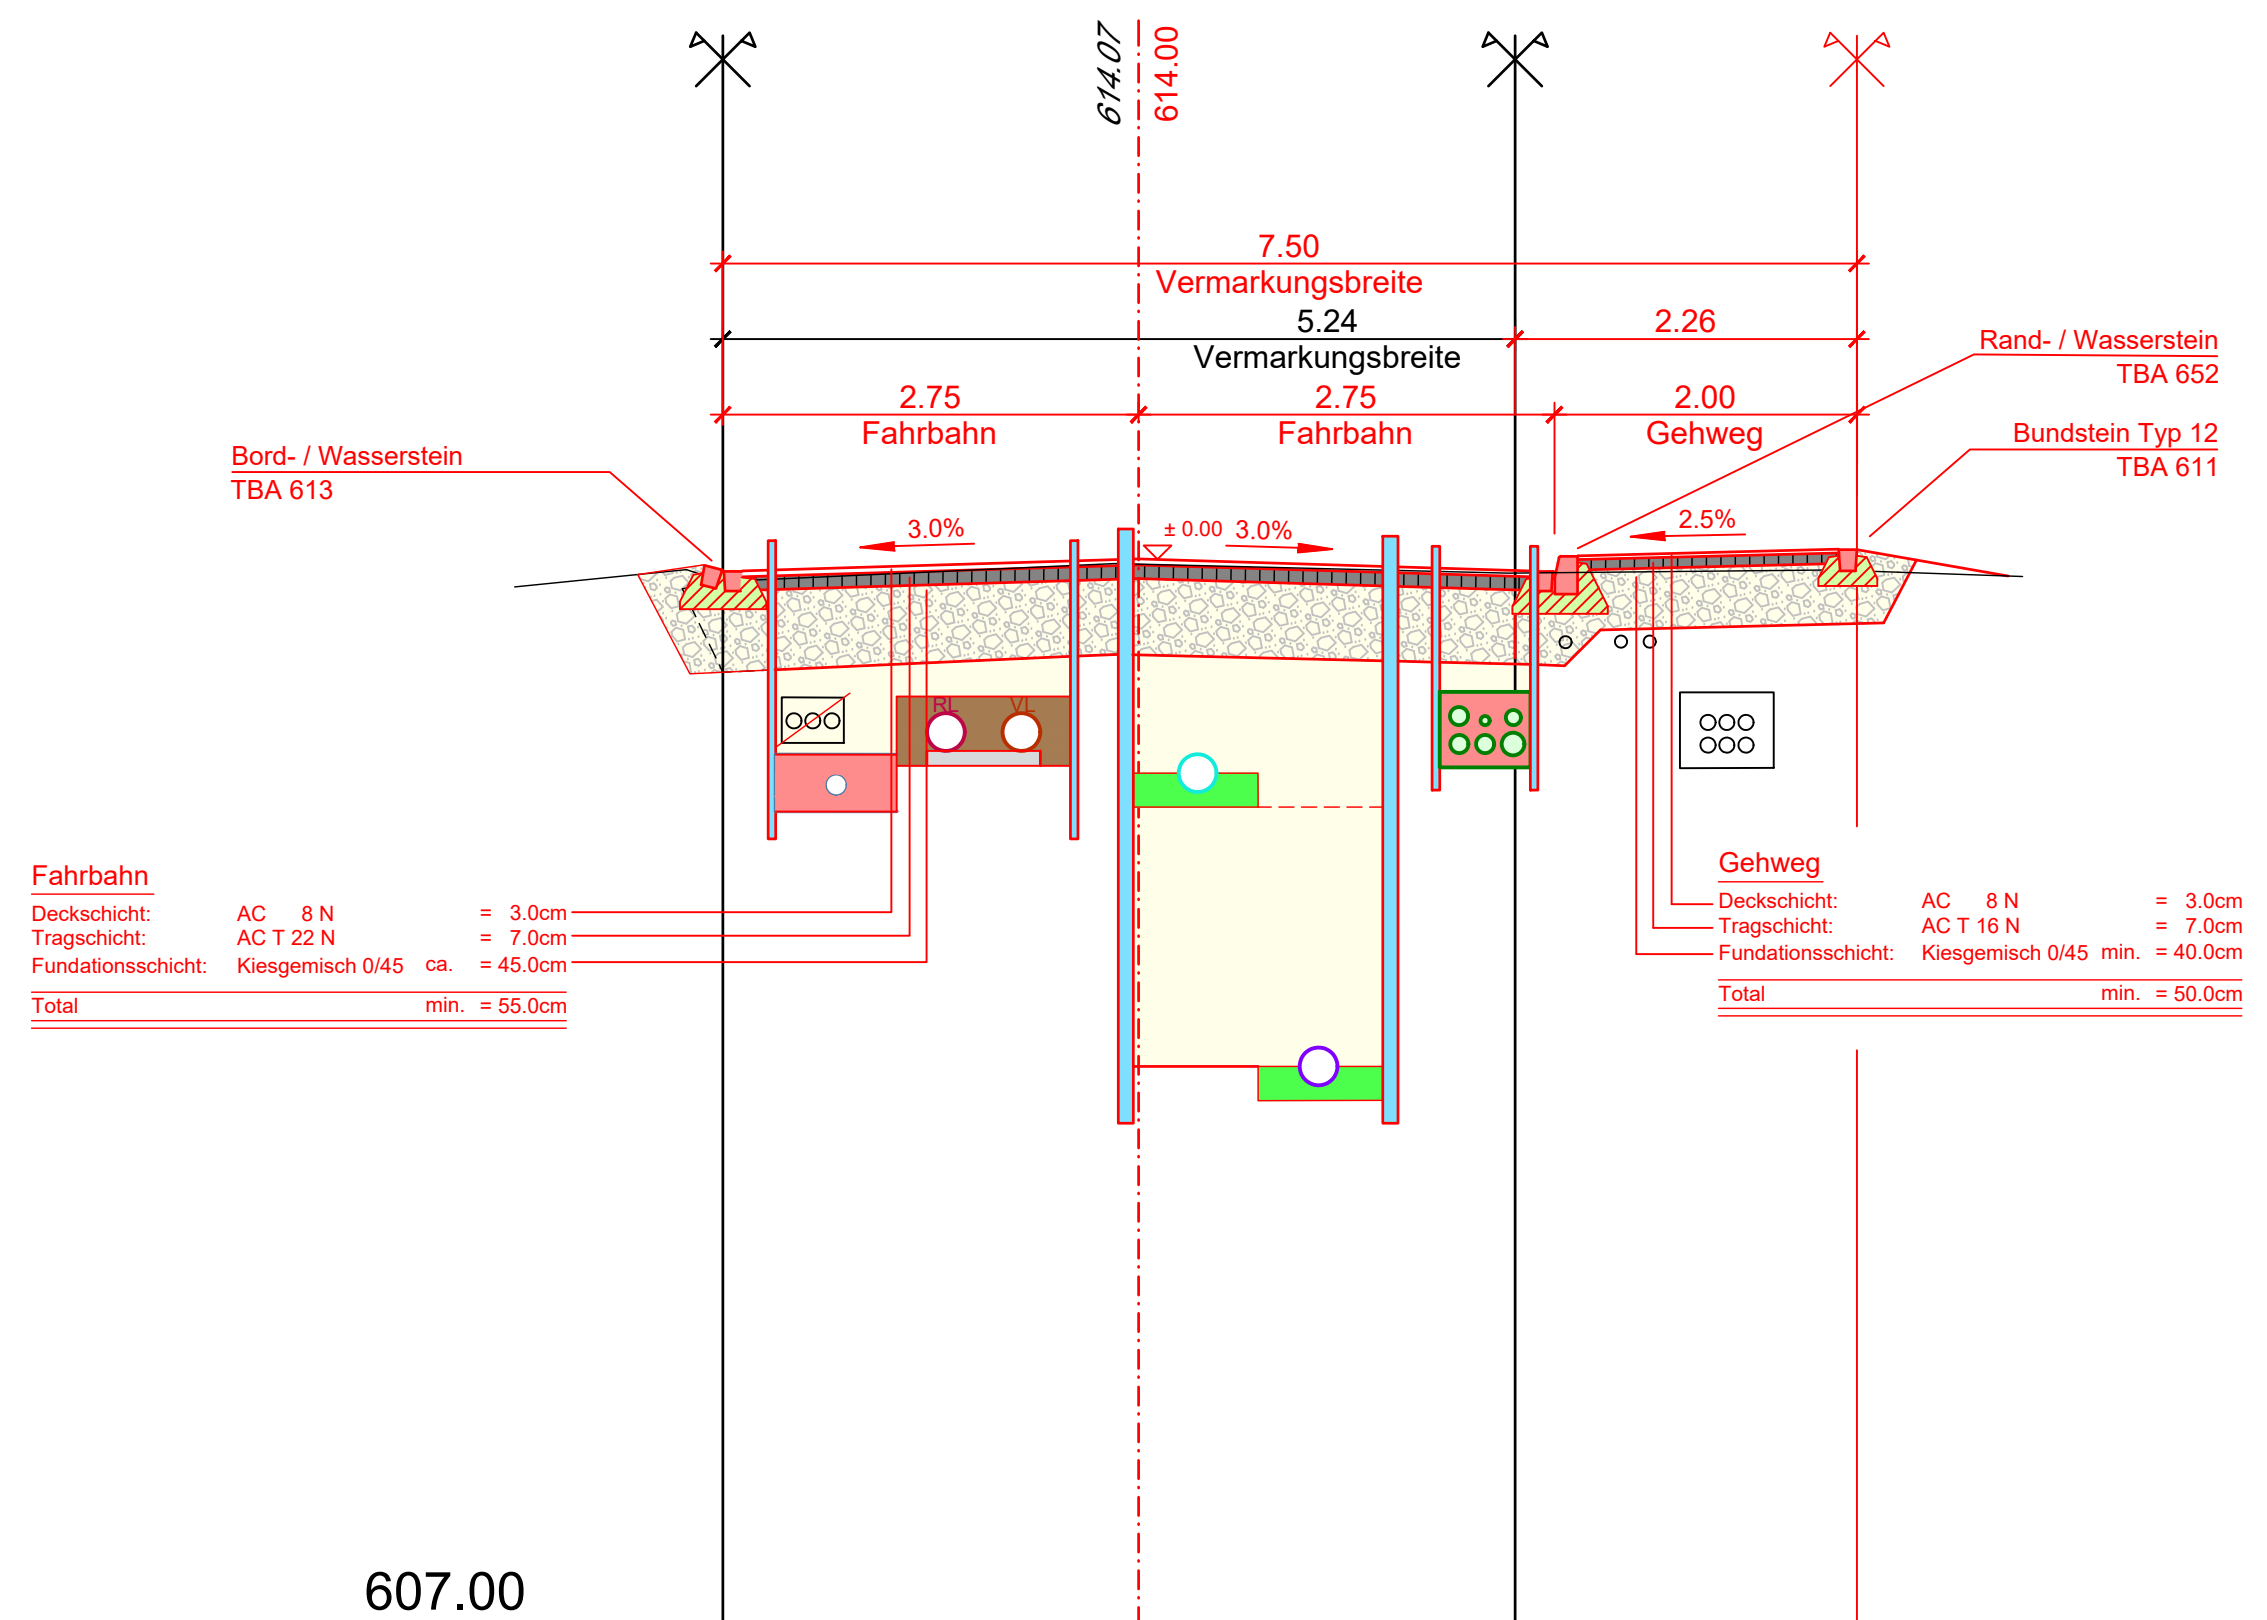 614.07
614.00
7.50
Vermarkungsbreite
5.24
2.26
Vermarkungsbreite
Rand- / Wasserstein
TBA 652
2.75
2.75
2.00
Fahrbahn
Fahrbahn
Gehweg
Bord- / Wasserstein
TBA 613
Bundstein Typ 12
TBA 611
3.0%
± 0.00
3.0%
2.5%
RL
VL
Fahrbahn
Deckschicht: AC 8 N = 3.0cm
Tragschicht: AC T 22 N = 7.0cm
Fundationsschicht: Kiesgemisch 0/45 ca. = 45.0cm
Total min. = 55.0cm
Gehweg
Deckschicht: AC 8 N = 3.0cm
Tragschicht: AC T 16 N = 7.0cm
Fundationsschicht: Kiesgemisch 0/45 min. = 40.0cm
Total min. = 50.0cm
607.00